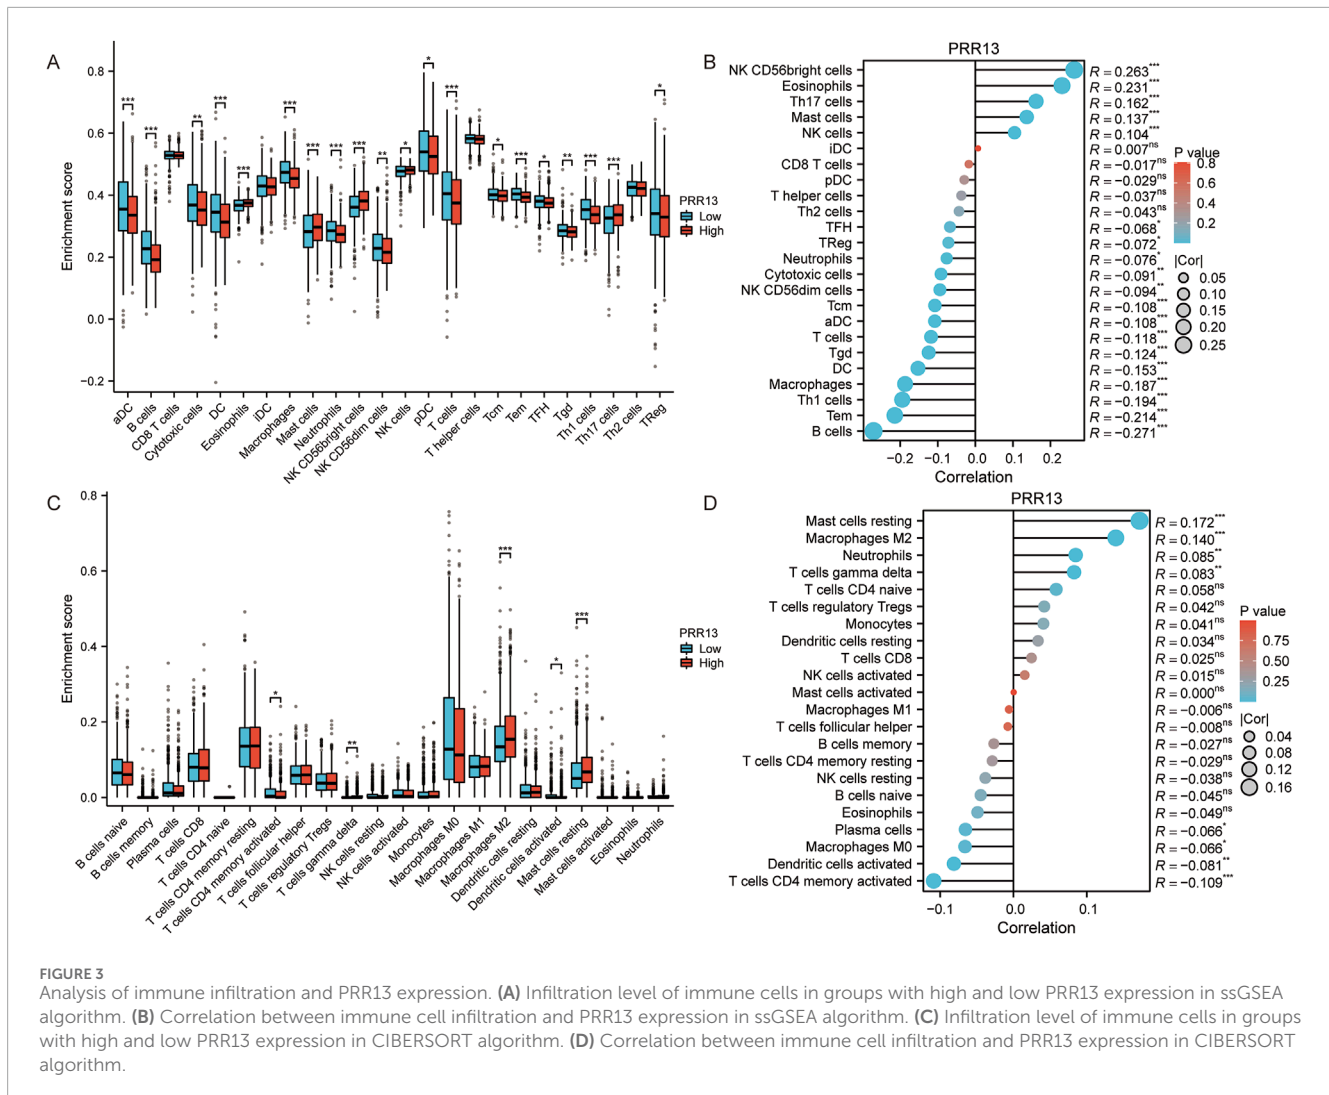 A
0.8
0.6
0.4
0.2
0.0
−0.2
Enrichment score
*** *** ** *** *** *** *** *** *** ** * * *** * *** * ** *** *** *
PRR13
Low
High
aDC
B cells
CD8 T cells
Cytotoxic cells
DC
Eosinophils
iDC
Macrophages
Mast cells
Neutrophils
NK CD56bright cells
NK CD56dim cells
NK cells
pDC
T cells
T helper cells
Tcm
Tem
TFH
Tgd
Th1 cells
Th17 cells
Th2 cells
TReg
B
PRR13
NK CD56bright cells R = 0.263***
Eosinophils R = 0.231***
Th17 cells R = 0.162***
Mast cells R = 0.137***
NK cells R = 0.104***
iDC R = 0.007ns
CD8 T cells R = −0.017ns
pDC R = −0.029ns
T helper cells R = −0.037ns
Th2 cells R = −0.043ns
TFH R = −0.068*
TReg R = −0.072*
Neutrophils R = −0.076*
Cytotoxic cells R = −0.091**
NK CD56dim cells R = −0.094**
Tcm R = −0.108***
aDC R = −0.108***
T cells R = −0.118***
Tgd R = −0.124***
DC R = −0.153***
Macrophages R = −0.187***
Th1 cells R = −0.194***
Tem R = −0.214***
B cells R = −0.271***
−0.2 −0.1 0.0 0.1 0.2
Correlation
P value
0.8
0.6
0.4
0.2
|Cor|
0.05
0.10
0.15
0.20
0.25
C
0.8
0.6
0.4
0.2
0.0
Enrichment score
* ** *** * ***
PRR13
Low
High
B cells naive
B cells memory
Plasma cells
T cells CD8
T cells CD4 naive
T cells CD4 memory resting
T cells CD4 memory activated
T cells follicular helper
T cells regulatory Tregs
T cells gamma delta
NK cells resting
NK cells activated
Monocytes
Macrophages M0
Macrophages M1
Macrophages M2
Dendritic cells resting
Dendritic cells activated
Mast cells resting
Mast cells activated
Eosinophils
Neutrophils
D
PRR13
Mast cells resting R = 0.172***
Macrophages M2 R = 0.140***
Neutrophils R = 0.085**
T cells gamma delta R = 0.083**
T cells CD4 naive R = 0.058ns
T cells regulatory Tregs R = 0.042ns
Monocytes R = 0.041ns
Dendritic cells resting R = 0.034ns
T cells CD8 R = 0.025ns
NK cells activated R = 0.015ns
Mast cells activated R = 0.000ns
Macrophages M1 R = −0.006ns
T cells follicular helper R = −0.008ns
B cells memory R = −0.027ns
T cells CD4 memory resting R = −0.029ns
NK cells resting R = −0.038ns
B cells naive R = −0.045ns
Eosinophils R = −0.049ns
Plasma cells R = −0.066*
Macrophages M0 R = −0.066*
Dendritic cells activated R = −0.081**
T cells CD4 memory activated R = −0.109***
−0.1 0.0 0.1
Correlation
P value
0.75
0.50
0.25
|Cor|
0.04
0.08
0.12
0.16
FIGURE 3
Analysis of immune infiltration and PRR13 expression. (A) Infiltration level of immune cells in groups with high and low PRR13 expression in ssGSEA
algorithm. (B) Correlation between immune cell infiltration and PRR13 expression in ssGSEA algorithm. (C) Infiltration level of immune cells in groups
with high and low PRR13 expression in CIBERSORT algorithm. (D) Correlation between immune cell infiltration and PRR13 expression in CIBERSORT
algorithm.